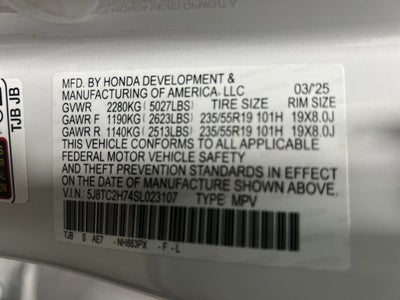 MFD. BY HONDA DEVELOPMENT &
MANUFACTURING OF AMERICA, LLC 03/'25
GVWR 2280KG (5027LBS) TIRE SIZE RIM SIZE
GAWR F 1190KG (2623LBS) 235/55R19 101H 19X8.0J
GAWR R 1140KG (2513LBS) 235/55R19 101H 19X8.0J
THIS VEHICLE CONFORMS TO ALL APPLICABLE
FEDERAL MOTOR VEHICLE SAFETY
AND THEFT PREVENTION STANDARDS IN EFFECT
ON THE DATE OF MANUFACTURE SHOWN ABOVE.
V.I.N.: 5J8TC2H74SL023107 TYPE: MPV
TJB S AE7 -NH883PX -F-L
TJB JB